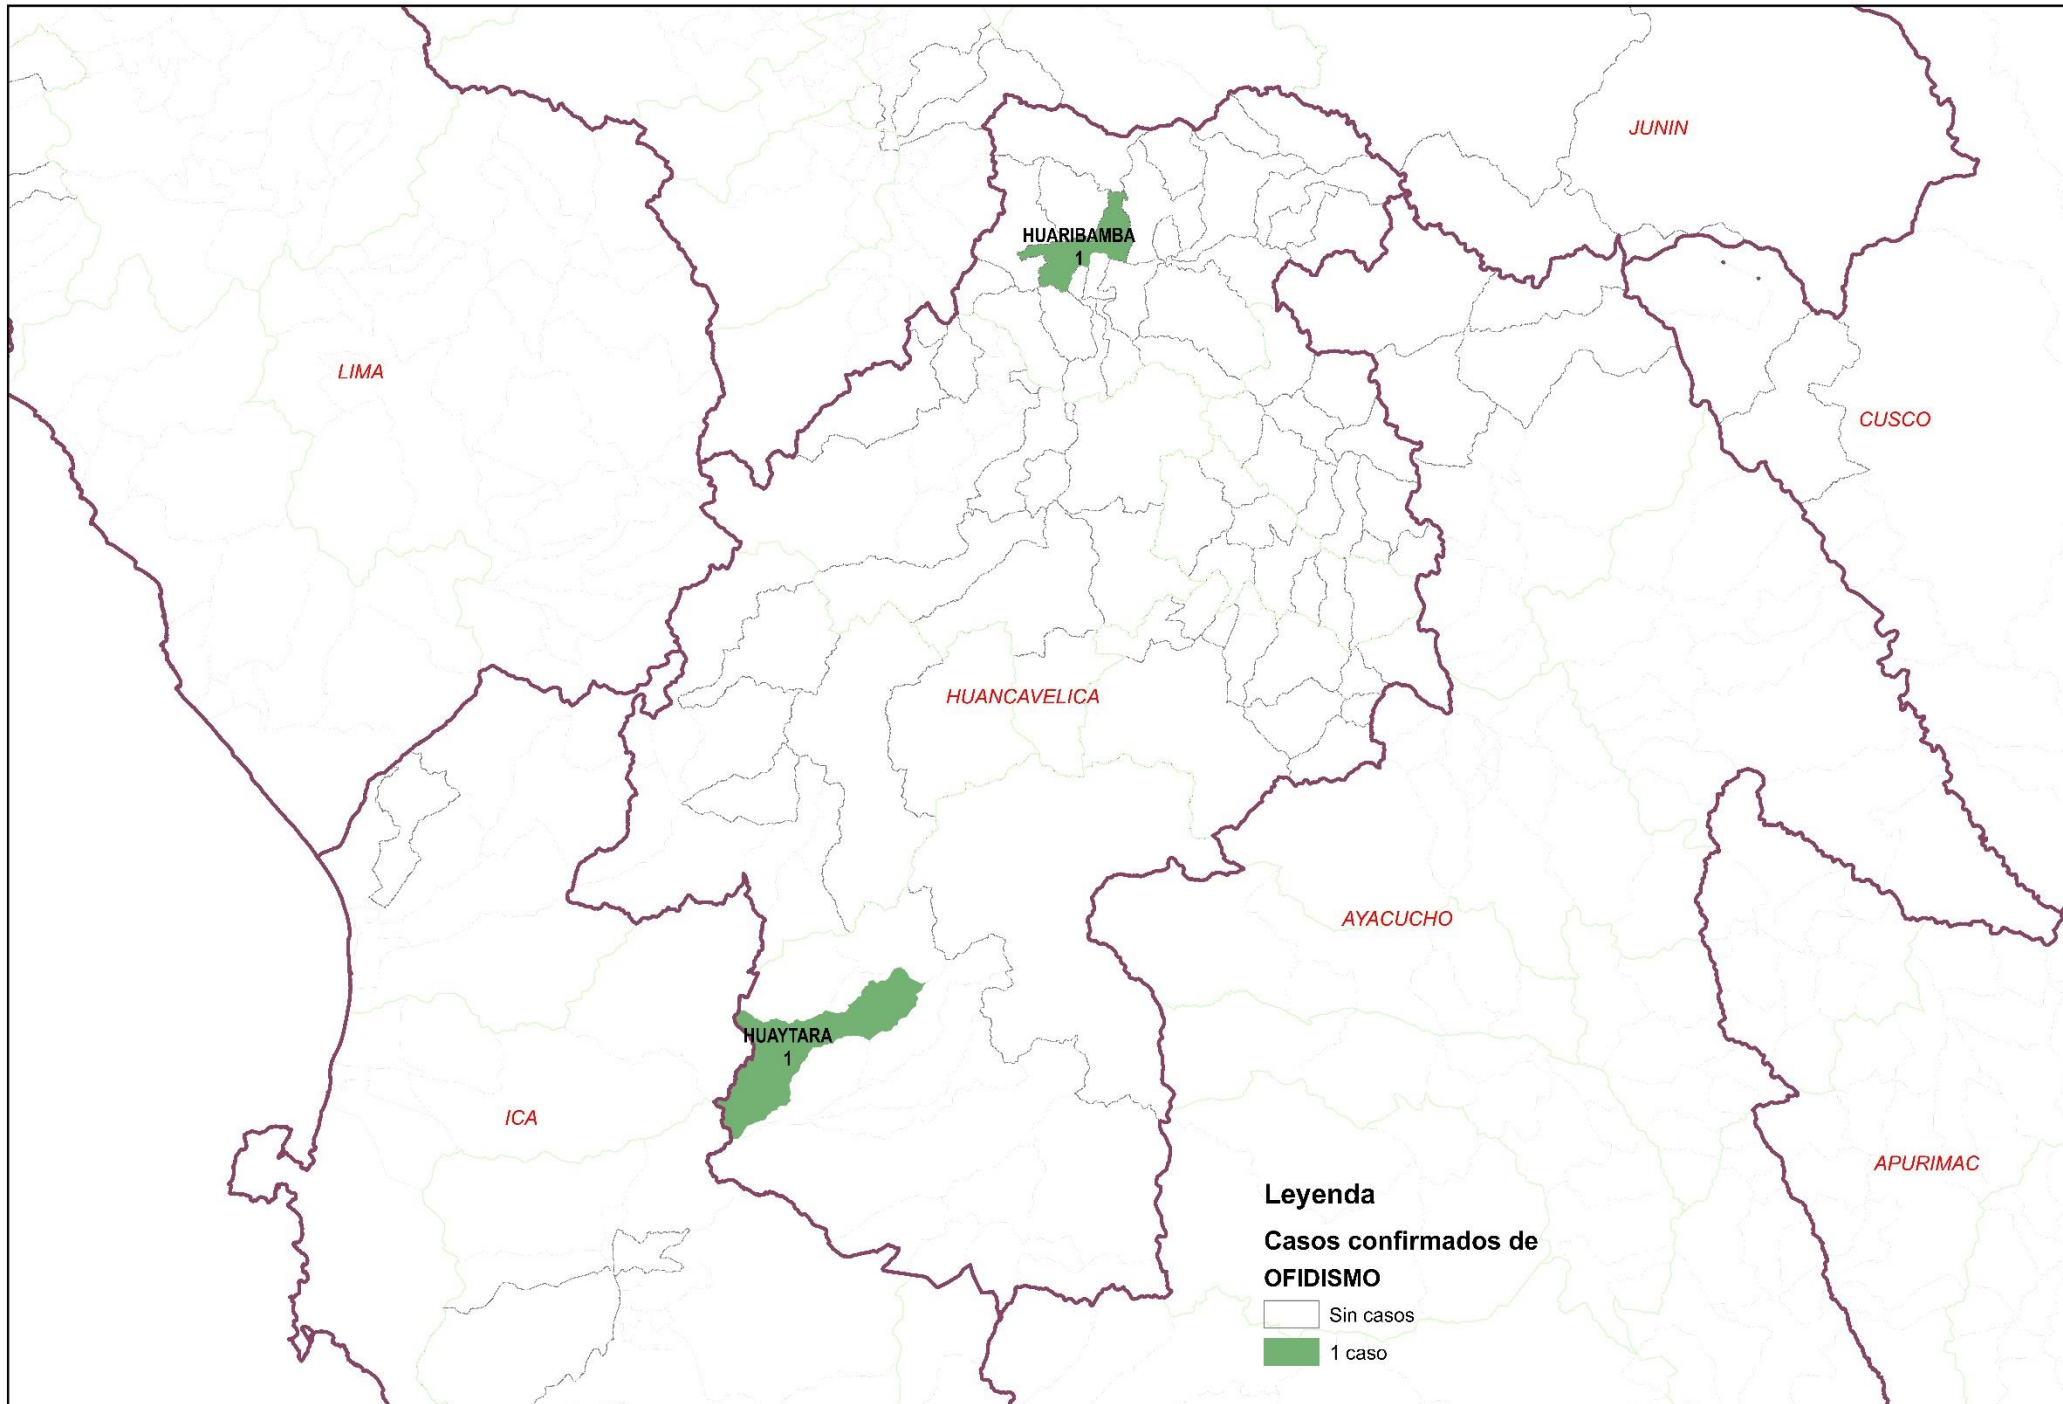 JUNIN
HUARIBAMBA
1
LIMA
CUSCO
HUANCAVELICA
AYACUCHO
HUAYTARA
1
ICA
APURIMAC
Leyenda
Casos confirmados de
OFIDISMO
Sin casos
1 caso